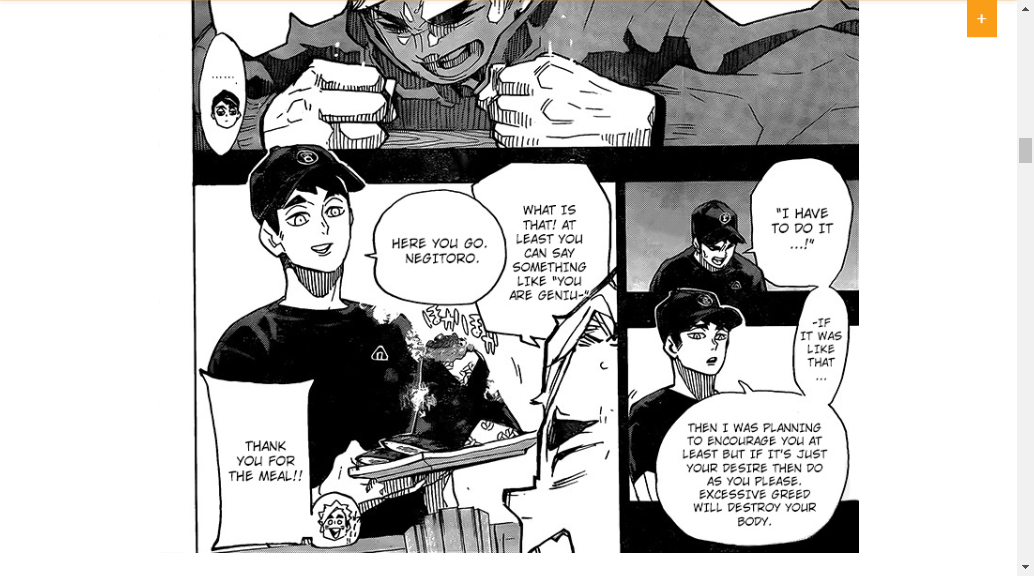 +
.......
"I HAVE
TO DO IT
...!"
-IF
IT WAS
LIKE
THAT
...
THEN I WAS PLANNING
TO ENCOURAGE YOU AT
LEAST BUT IF IT'S JUST
YOUR DESIRE THEN DO
AS YOU PLEASE.
EXCESSIVE GREED
WILL DESTROY YOUR
BODY.
WHAT IS
THAT! AT
LEAST YOU
CAN SAY
SOMETHING
LIKE "YOU
ARE GENIU-"
HERE YOU GO.
NEGITORO.
THANK
YOU FOR
THE MEAL!!